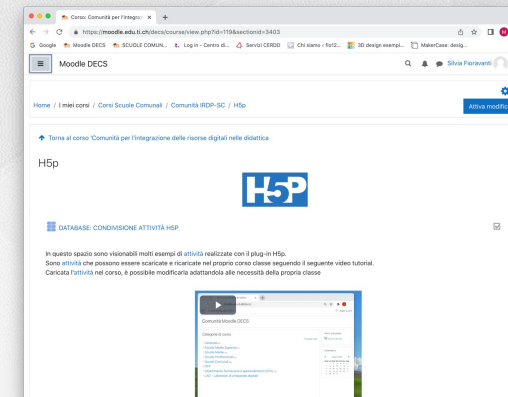 Corso: Comunità per l'integraz
https://moodle.edu.ti.ch/decs/course/view.php?id=119&sectionid=3403
Google Moodle DECS SCUOLE COMUN... Log in - Centro di... Servizi CERDD Chi siamo 3D design esempi... MakerCase: desig...
Moodle DECS Silvia Fioravanti
Home / I miei corsi / Corsi Scuole Comunali / Comunità IRDP-SC / H5p
Attiva modific
Torna al corso 'Comunità per l'integrazione delle risorse digitali nelle didattica
H5p
H5P
DATABASE: CONDIVISIONE ATTIVITÀ H5P
In questo spazio sono visionabili molti esempi di attività realizzate con il plug-in H5p.
Sono attività che possono essere scaricate e ricaricate nel proprio corso classe seguendo il seguente video tutorial.
Caricata l'attività nel corso, è possibile modificarla adattandola alle necessità della propria classe
Comunità Moodle DECS
Categorie di corso